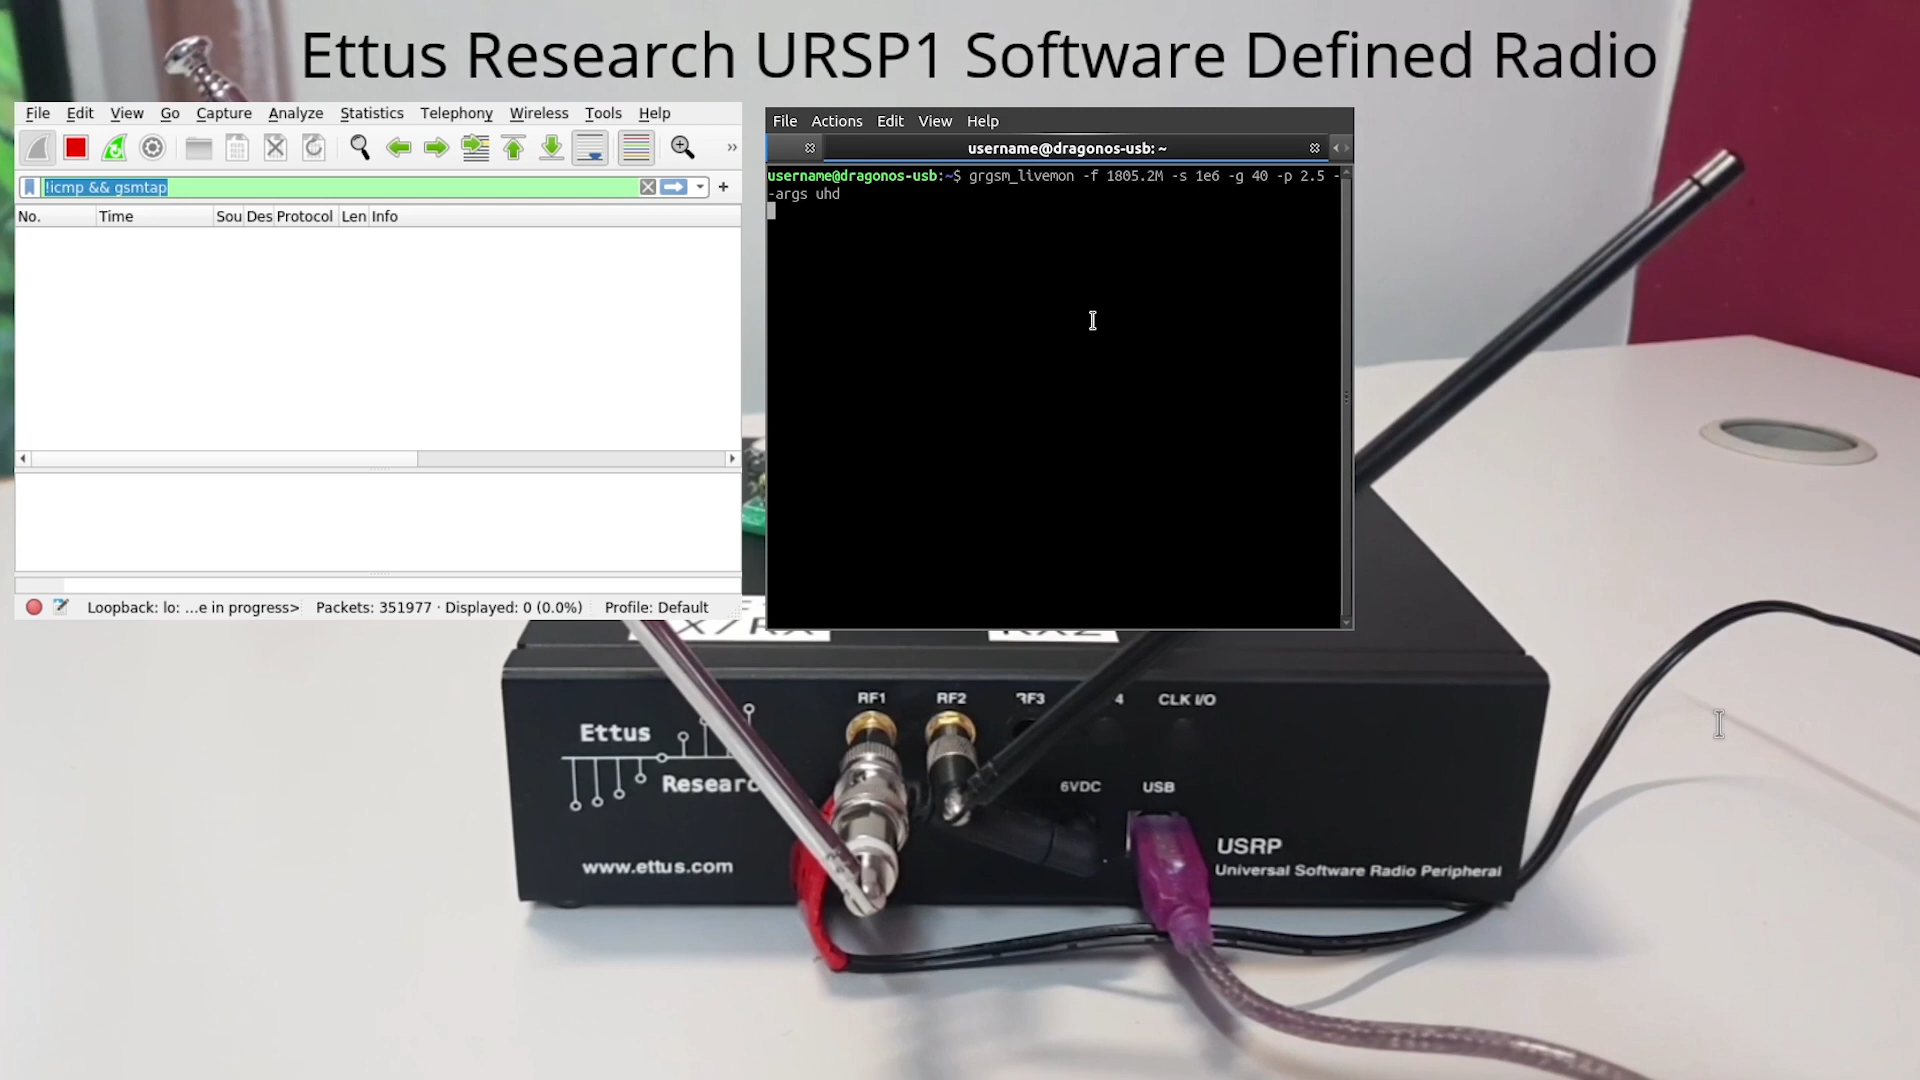 Ettus Research URSP1 Software Defined Radio
File Edit View Go Capture Analyze Statistics Telephony Wireless Tools Help
!icmp && gsmtap
No. Time Sou Des Protocol Len Info
Loopback: lo: ...e in progress> Packets: 351977 · Displayed: 0 (0.0%) Profile: Default
File Actions Edit View Help
username@dragonos-usb: ~
username@dragonos-usb:~$ grgsm_livemon -f 1805.2M -s 1e6 -g 40 -p 2.5 -
-args uhd
RF1 RF2 RF3 4 CLK I/O
Ettus
Research
6VDC USB
www.ettus.com
USRP
Universal Software Radio Peripheral